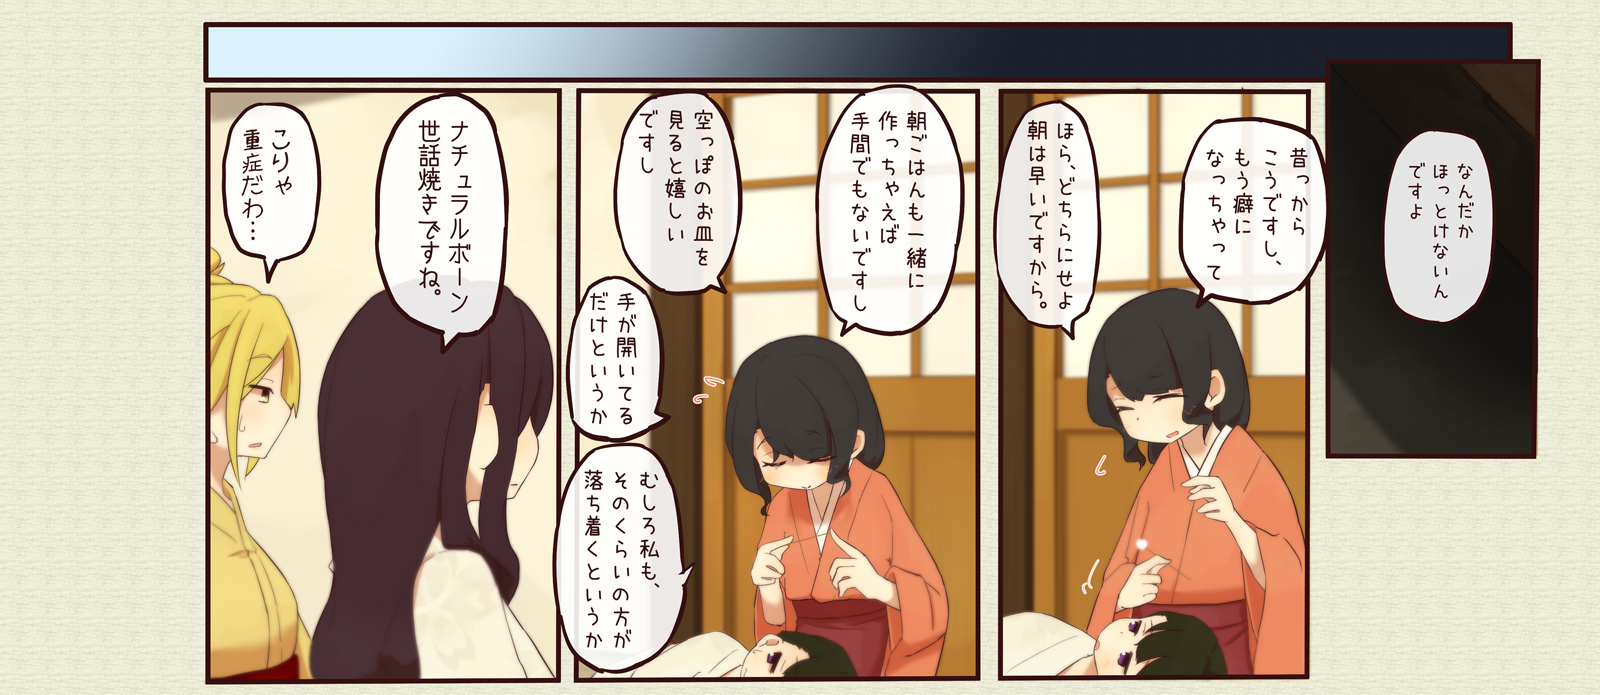 なんだか
ほっとけないん
ですよ
昔っから
こうですし、
もう癖に
なっちゃって
ほら、どちらにせよ
朝は早いですから。
朝ごはんも一緒に
作っちゃえば
手間でもないですし
空っぽのお皿を
見ると嬉しい
ですし
手が開いてる
だけというか
むしろ私も、
そのくらいの方が
落ち着くというか
ナチュラルボーン
世話焼きですね。
こりゃ
重症だわ…